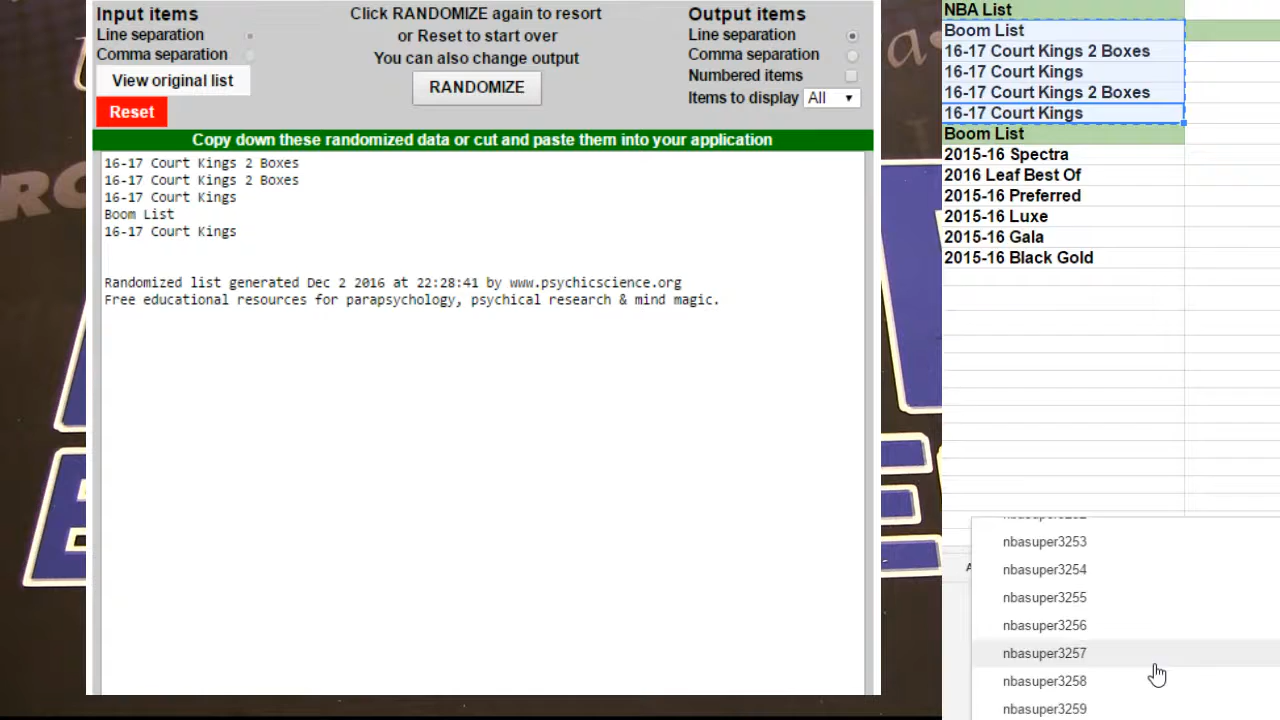 Input items
Line separation
Comma separation
View original list
Reset
Click RANDOMIZE again to resort
or Reset to start over
You can also change output
RANDOMIZE
Output items
Line separation
Comma separation
Numbered items
Items to display All
Copy down these randomized data or cut and paste them into your application
16-17 Court Kings 2 Boxes
16-17 Court Kings 2 Boxes
16-17 Court Kings
Boom List
16-17 Court Kings
Randomized list generated Dec 2 2016 at 22:28:41 by www.psychicscience.org
Free educational resources for parapsychology, psychical research & mind magic.
NBA List
Boom List
16-17 Court Kings 2 Boxes
16-17 Court Kings
16-17 Court Kings 2 Boxes
16-17 Court Kings
Boom List
2015-16 Spectra
2016 Leaf Best Of
2015-16 Preferred
2015-16 Luxe
2015-16 Gala
2015-16 Black Gold
nbasuper3253
nbasuper3254
nbasuper3255
nbasuper3256
nbasuper3257
nbasuper3258
nbasuper3259